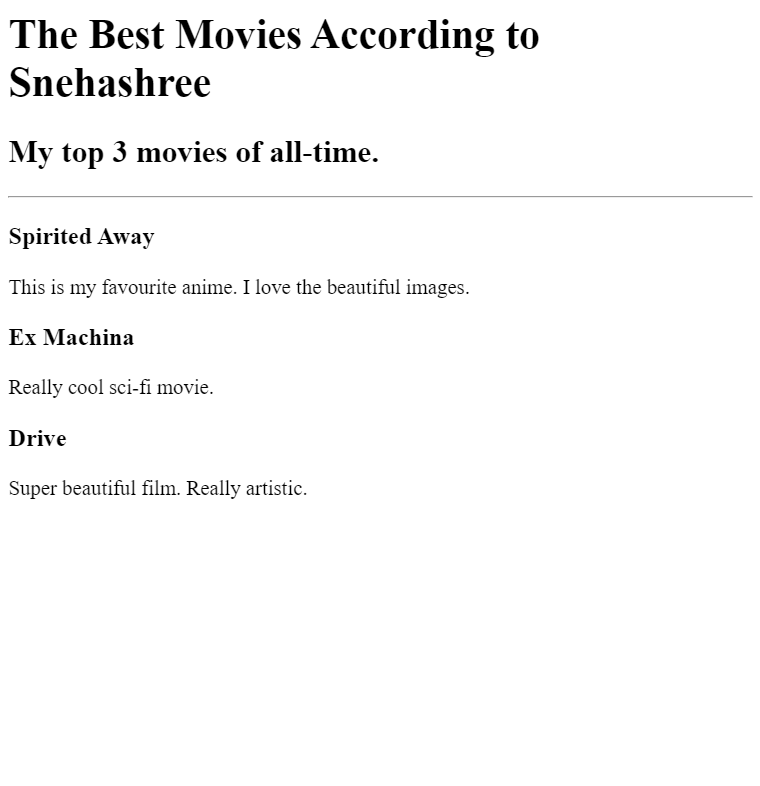 The Best Movies According to
Snehashree
My top 3 movies of all-time.
Spirited Away
This is my favourite anime. I love the beautiful images.
Ex Machina
Really cool sci-fi movie.
Drive
Super beautiful film. Really artistic.